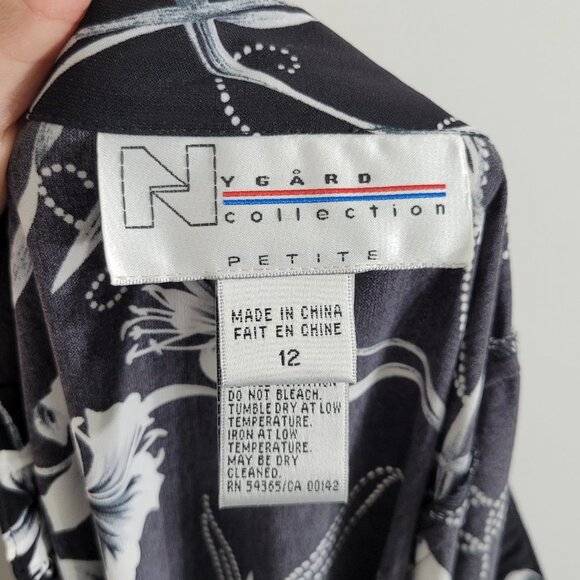 NYGÅRD
collection
PETITE
MADE IN CHINA
FAIT EN CHINE
12
DO NOT BLEACH.
TUMBLE DRY AT LOW
TEMPERATURE.
IRON AT LOW
TEMPERATURE.
MAY BE DRY
CLEANED.
RN 54365/CA 00142